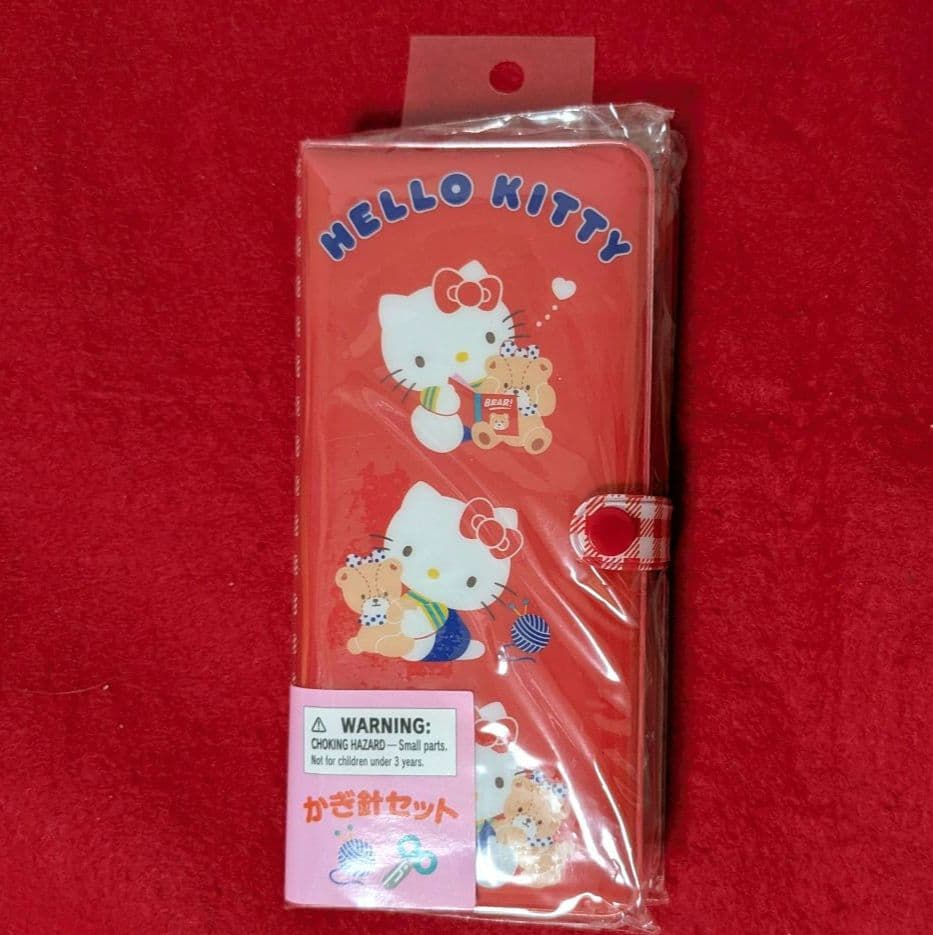 HELLO KITTY
BEAR!
WARNING:
CHOKING HAZARD — Small parts.
Not for children under 3 years.
かぎ針セット